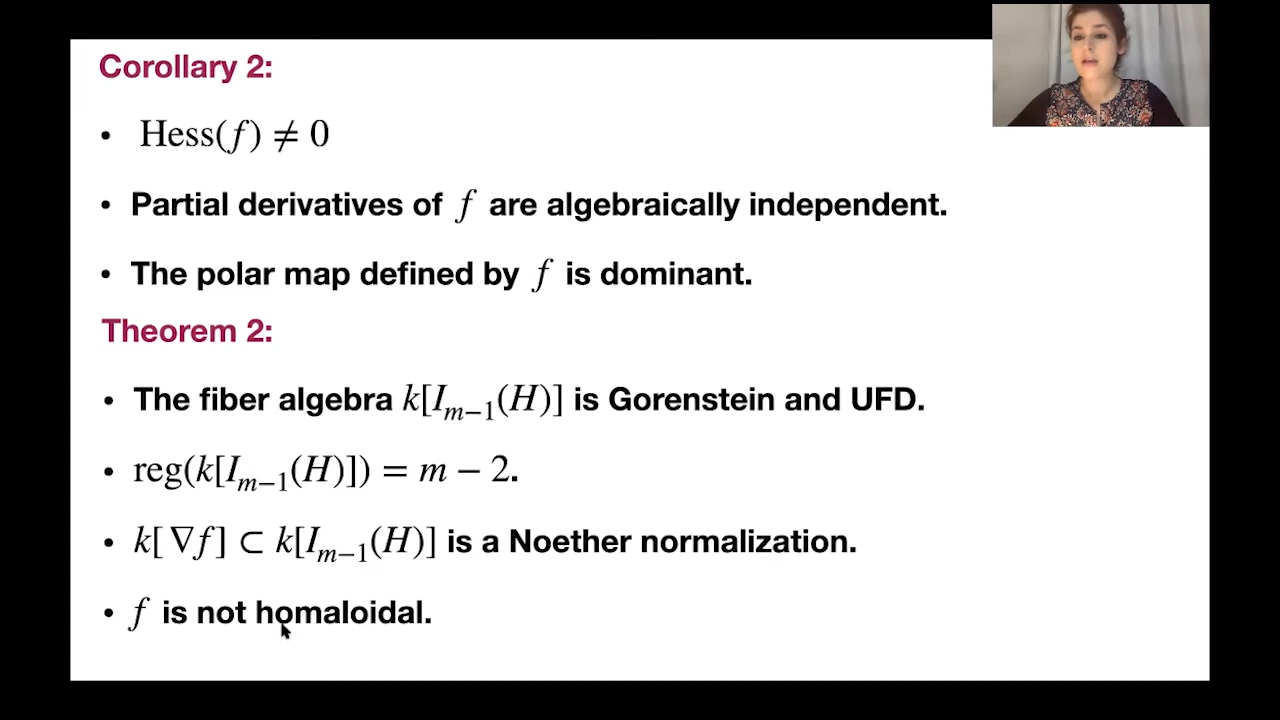 Corollary 2:
• Hess(f) ≠ 0
• Partial derivatives of f are algebraically independent.
• The polar map defined by f is dominant.
Theorem 2:
• The fiber algebra k[I_{m−1}(H)] is Gorenstein and UFD.
• reg(k[I_{m−1}(H)]) = m − 2.
• k[∇f] ⊂ k[I_{m−1}(H)] is a Noether normalization.
• f is not homaloidal.